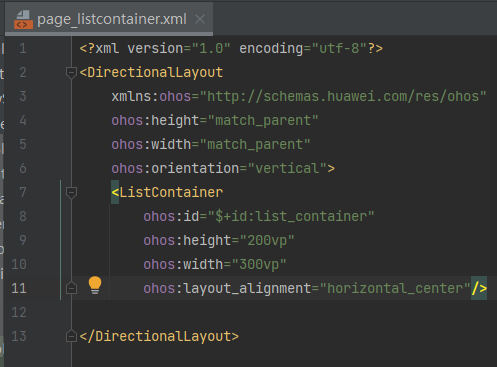 page_listcontainer.xml
1 <?xml version="1.0" encoding="utf-8"?>
2 <DirectionalLayout
3 xmlns:ohos="http://schemas.huawei.com/res/ohos"
4 ohos:height="match_parent"
5 ohos:width="match_parent"
6 ohos:orientation="vertical">
7 <ListContainer
8 ohos:id="$+id:list_container"
9 ohos:height="200vp"
10 ohos:width="300vp"
11 ohos:layout_alignment="horizontal_center"/>
12
13 </DirectionalLayout>